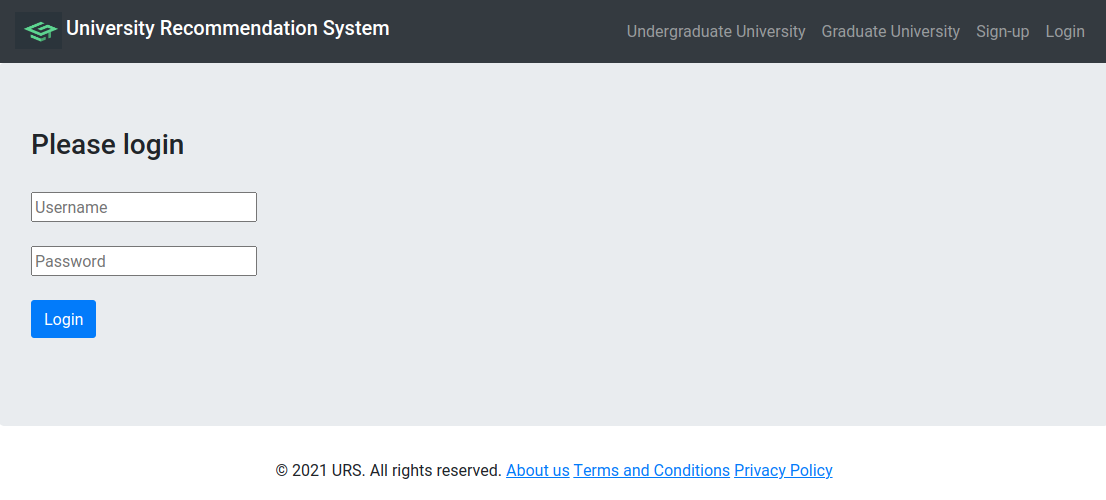 University Recommendation System
Undergraduate University Graduate University Sign-up Login
Please login
Username
Password
Login
© 2021 URS. All rights reserved. About us Terms and Conditions Privacy Policy